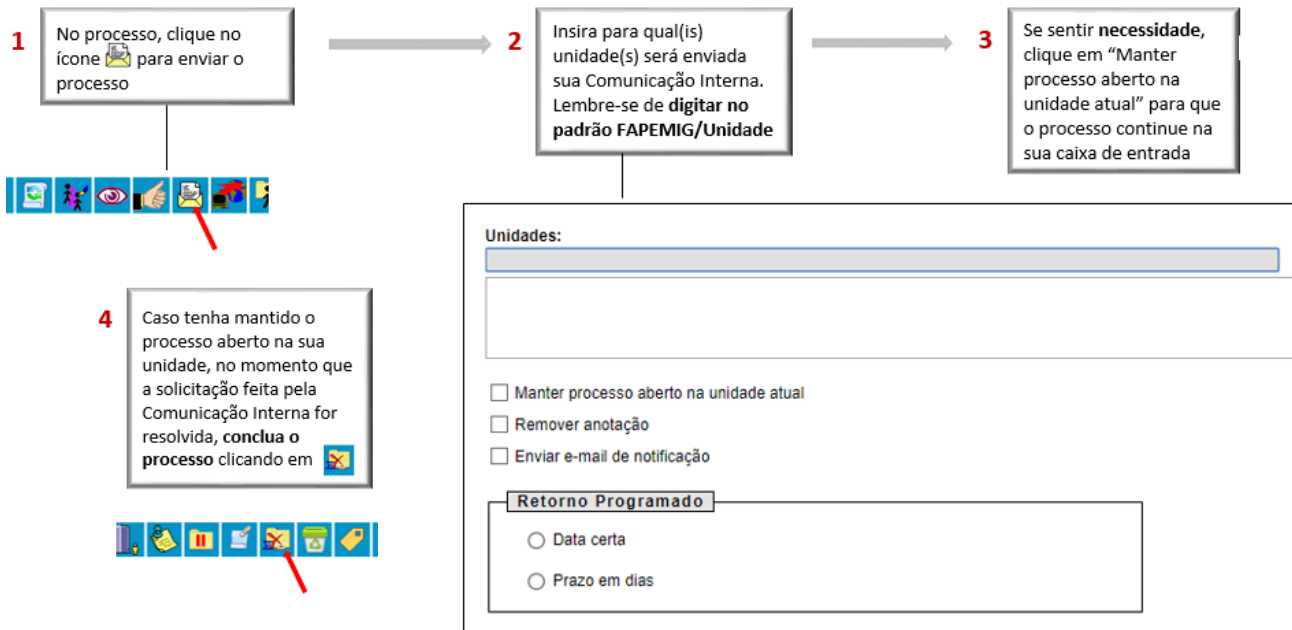 1
No processo, clique no
ícone para enviar o
processo
2
Insira para qual(is)
unidade(s) será enviada
sua Comunicação Interna.
Lembre-se de digitar no
padrão FAPEMIG/Unidade
3
Se sentir necessidade,
clique em “Manter
processo aberto na
unidade atual” para que
o processo continue na
sua caixa de entrada
4
Caso tenha mantido o
processo aberto na sua
unidade, no momento que
a solicitação feita pela
Comunicação Interna for
resolvida, conclua o
processo clicando em
Unidades:
Manter processo aberto na unidade atual
Remover anotação
Enviar e-mail de notificação
Retorno Programado
Data certa
Prazo em dias